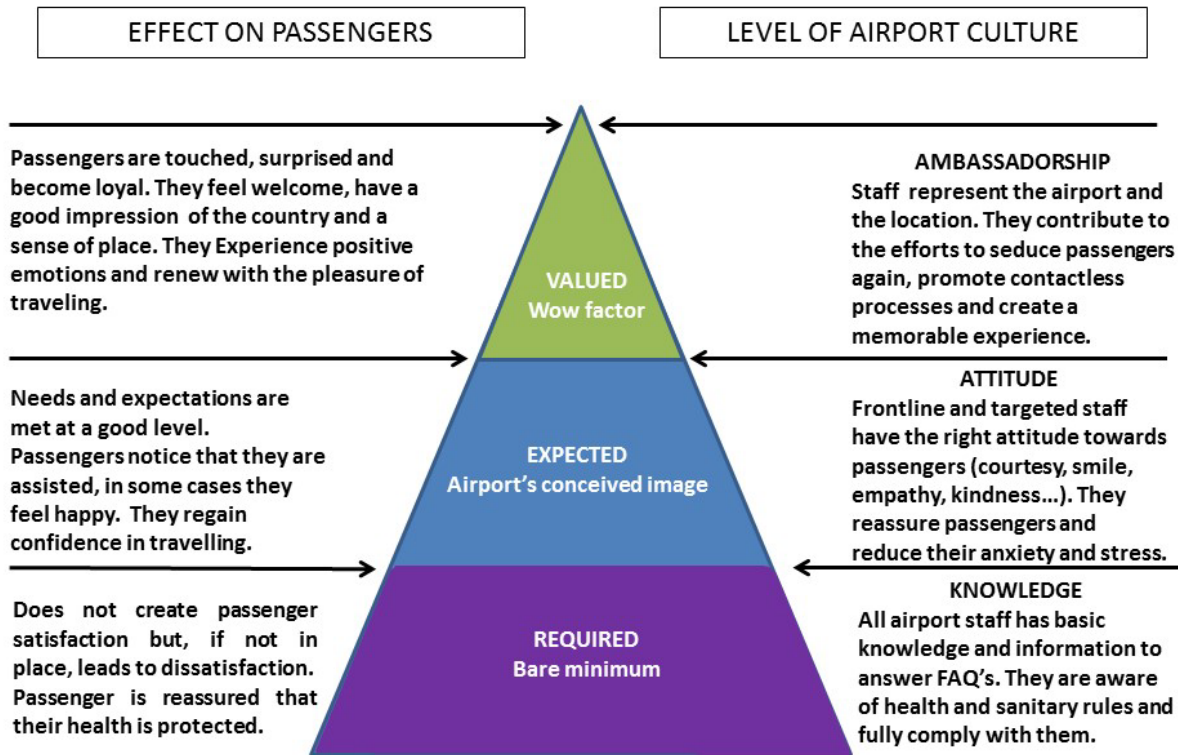 EFFECT ON PASSENGERS
LEVEL OF AIRPORT CULTURE
Passengers are touched, surprised and
become loyal. They feel welcome, have a
good impression of the country and a
sense of place. They Experience positive
emotions and renew with the pleasure of
traveling.
VALUED
Wow factor
AMBASSADORSHIP
Staff represent the airport and
the location. They contribute to
the efforts to seduce passengers
again, promote contactless
processes and create a
memorable experience.
Needs and expectations are
met at a good level.
Passengers notice that they are
assisted, in some cases they
feel happy. They regain
confidence in travelling.
EXPECTED
Airport's conceived image
ATTITUDE
Frontline and targeted staff
have the right attitude towards
passengers (courtesy, smile,
empathy, kindness...). They
reassure passengers and
reduce their anxiety and stress.
Does not create passenger
satisfaction but, if not in
place, leads to dissatisfaction.
Passenger is reassured that
their health is protected.
REQUIRED
Bare minimum
KNOWLEDGE
All airport staff has basic
knowledge and information to
answer FAQ's. They are aware
of health and sanitary rules and
fully comply with them.